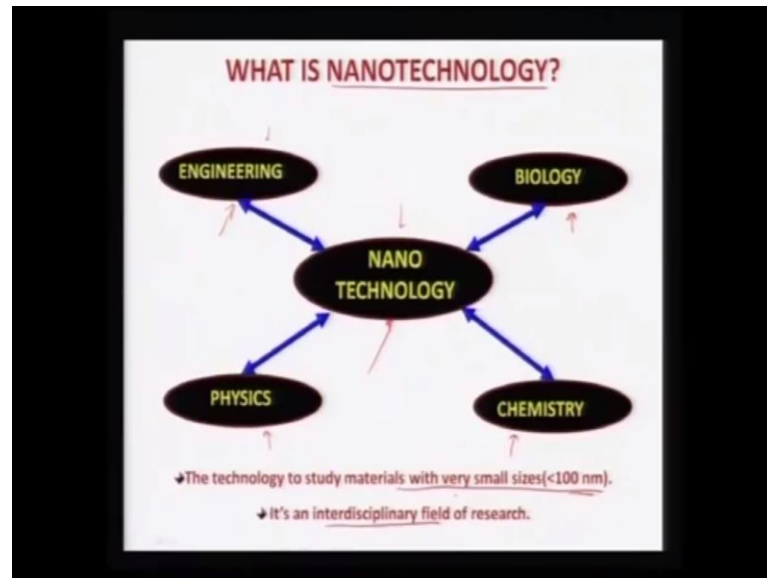 WHAT IS NANOTECHNOLOGY?
ENGINEERING
BIOLOGY
NANO
TECHNOLOGY
PHYSICS
CHEMISTRY
The technology to study materials with very small sizes(<100 nm).
It's an interdisciplinary field of research.